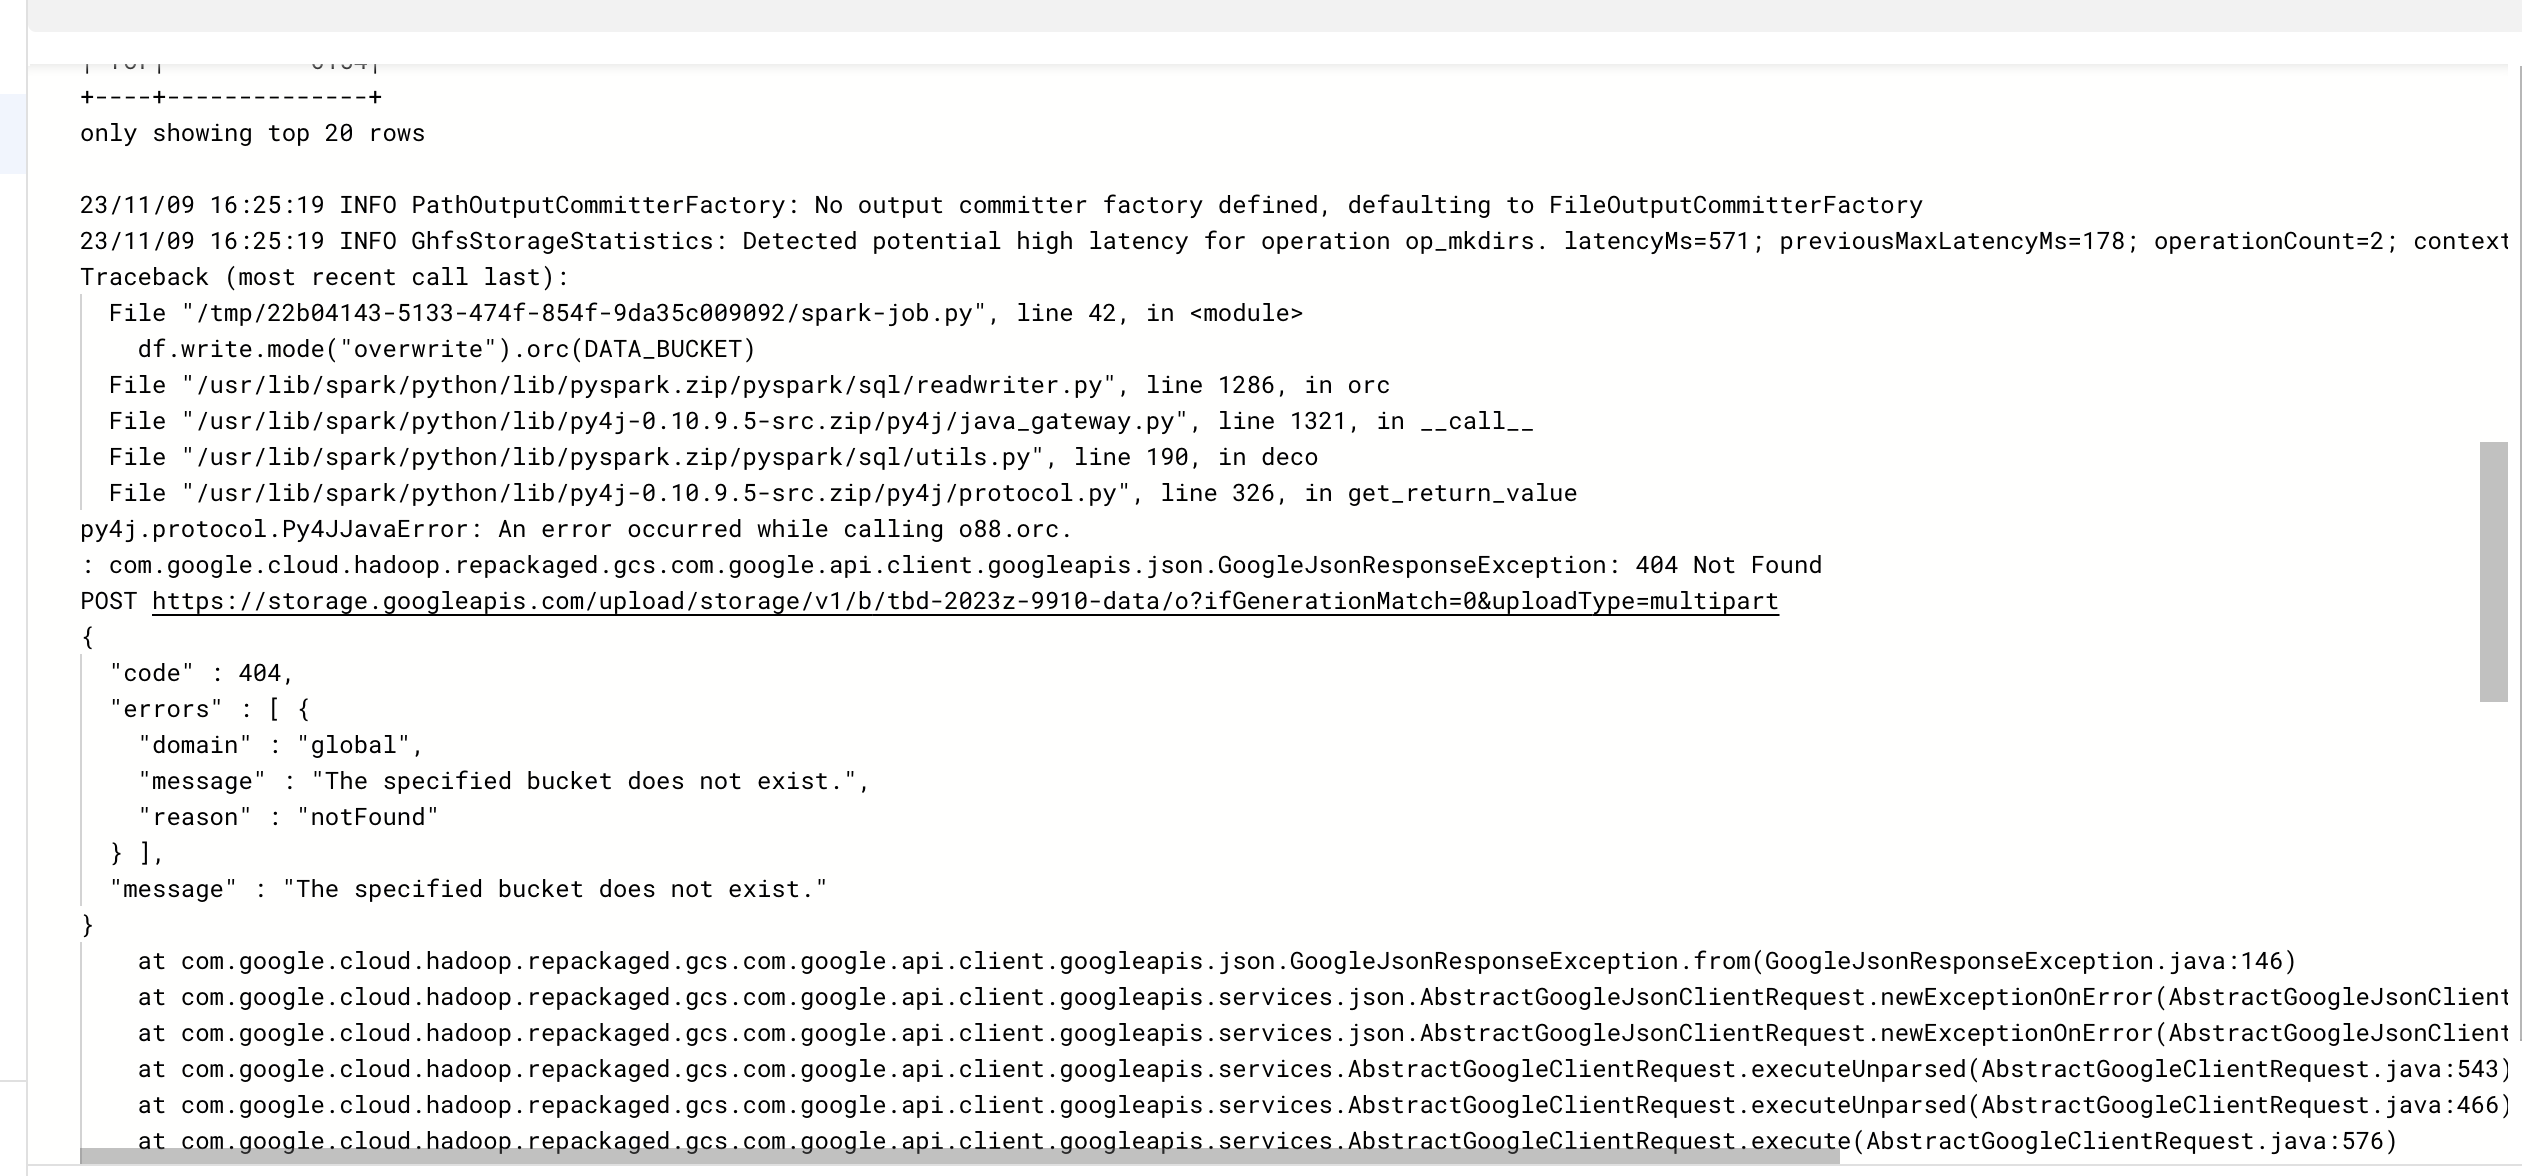 +----+--------------+
only showing top 20 rows
23/11/09 16:25:19 INFO PathOutputCommitterFactory: No output committer factory defined, defaulting to FileOutputCommitterFactory
23/11/09 16:25:19 INFO GhfsStorageStatistics: Detected potential high latency for operation op_mkdirs. latencyMs=571; previousMaxLatencyMs=178; operationCount=2; context
Traceback (most recent call last):
  File "/tmp/22b04143-5133-474f-854f-9da35c009092/spark-job.py", line 42, in <module>
    df.write.mode("overwrite").orc(DATA_BUCKET)
  File "/usr/lib/spark/python/lib/pyspark.zip/pyspark/sql/readwriter.py", line 1286, in orc
  File "/usr/lib/spark/python/lib/py4j-0.10.9.5-src.zip/py4j/java_gateway.py", line 1321, in __call__
  File "/usr/lib/spark/python/lib/pyspark.zip/pyspark/sql/utils.py", line 190, in deco
  File "/usr/lib/spark/python/lib/py4j-0.10.9.5-src.zip/py4j/protocol.py", line 326, in get_return_value
py4j.protocol.Py4JJavaError: An error occurred while calling o88.orc.
: com.google.cloud.hadoop.repackaged.gcs.com.google.api.client.googleapis.json.GoogleJsonResponseException: 404 Not Found
POST https://storage.googleapis.com/upload/storage/v1/b/tbd-2023z-9910-data/o?ifGenerationMatch=0&uploadType=multipart
{
  "code" : 404,
  "errors" : [ {
    "domain" : "global",
    "message" : "The specified bucket does not exist.",
    "reason" : "notFound"
  } ],
  "message" : "The specified bucket does not exist."
}
    at com.google.cloud.hadoop.repackaged.gcs.com.google.api.client.googleapis.json.GoogleJsonResponseException.from(GoogleJsonResponseException.java:146)
    at com.google.cloud.hadoop.repackaged.gcs.com.google.api.client.googleapis.services.json.AbstractGoogleJsonClientRequest.newExceptionOnError(AbstractGoogleJsonClient
    at com.google.cloud.hadoop.repackaged.gcs.com.google.api.client.googleapis.services.json.AbstractGoogleJsonClientRequest.newExceptionOnError(AbstractGoogleJsonClient
    at com.google.cloud.hadoop.repackaged.gcs.com.google.api.client.googleapis.services.AbstractGoogleClientRequest.executeUnparsed(AbstractGoogleClientRequest.java:543)
    at com.google.cloud.hadoop.repackaged.gcs.com.google.api.client.googleapis.services.AbstractGoogleClientRequest.executeUnparsed(AbstractGoogleClientRequest.java:466)
    at com.google.cloud.hadoop.repackaged.gcs.com.google.api.client.googleapis.services.AbstractGoogleClientRequest.execute(AbstractGoogleClientRequest.java:576)